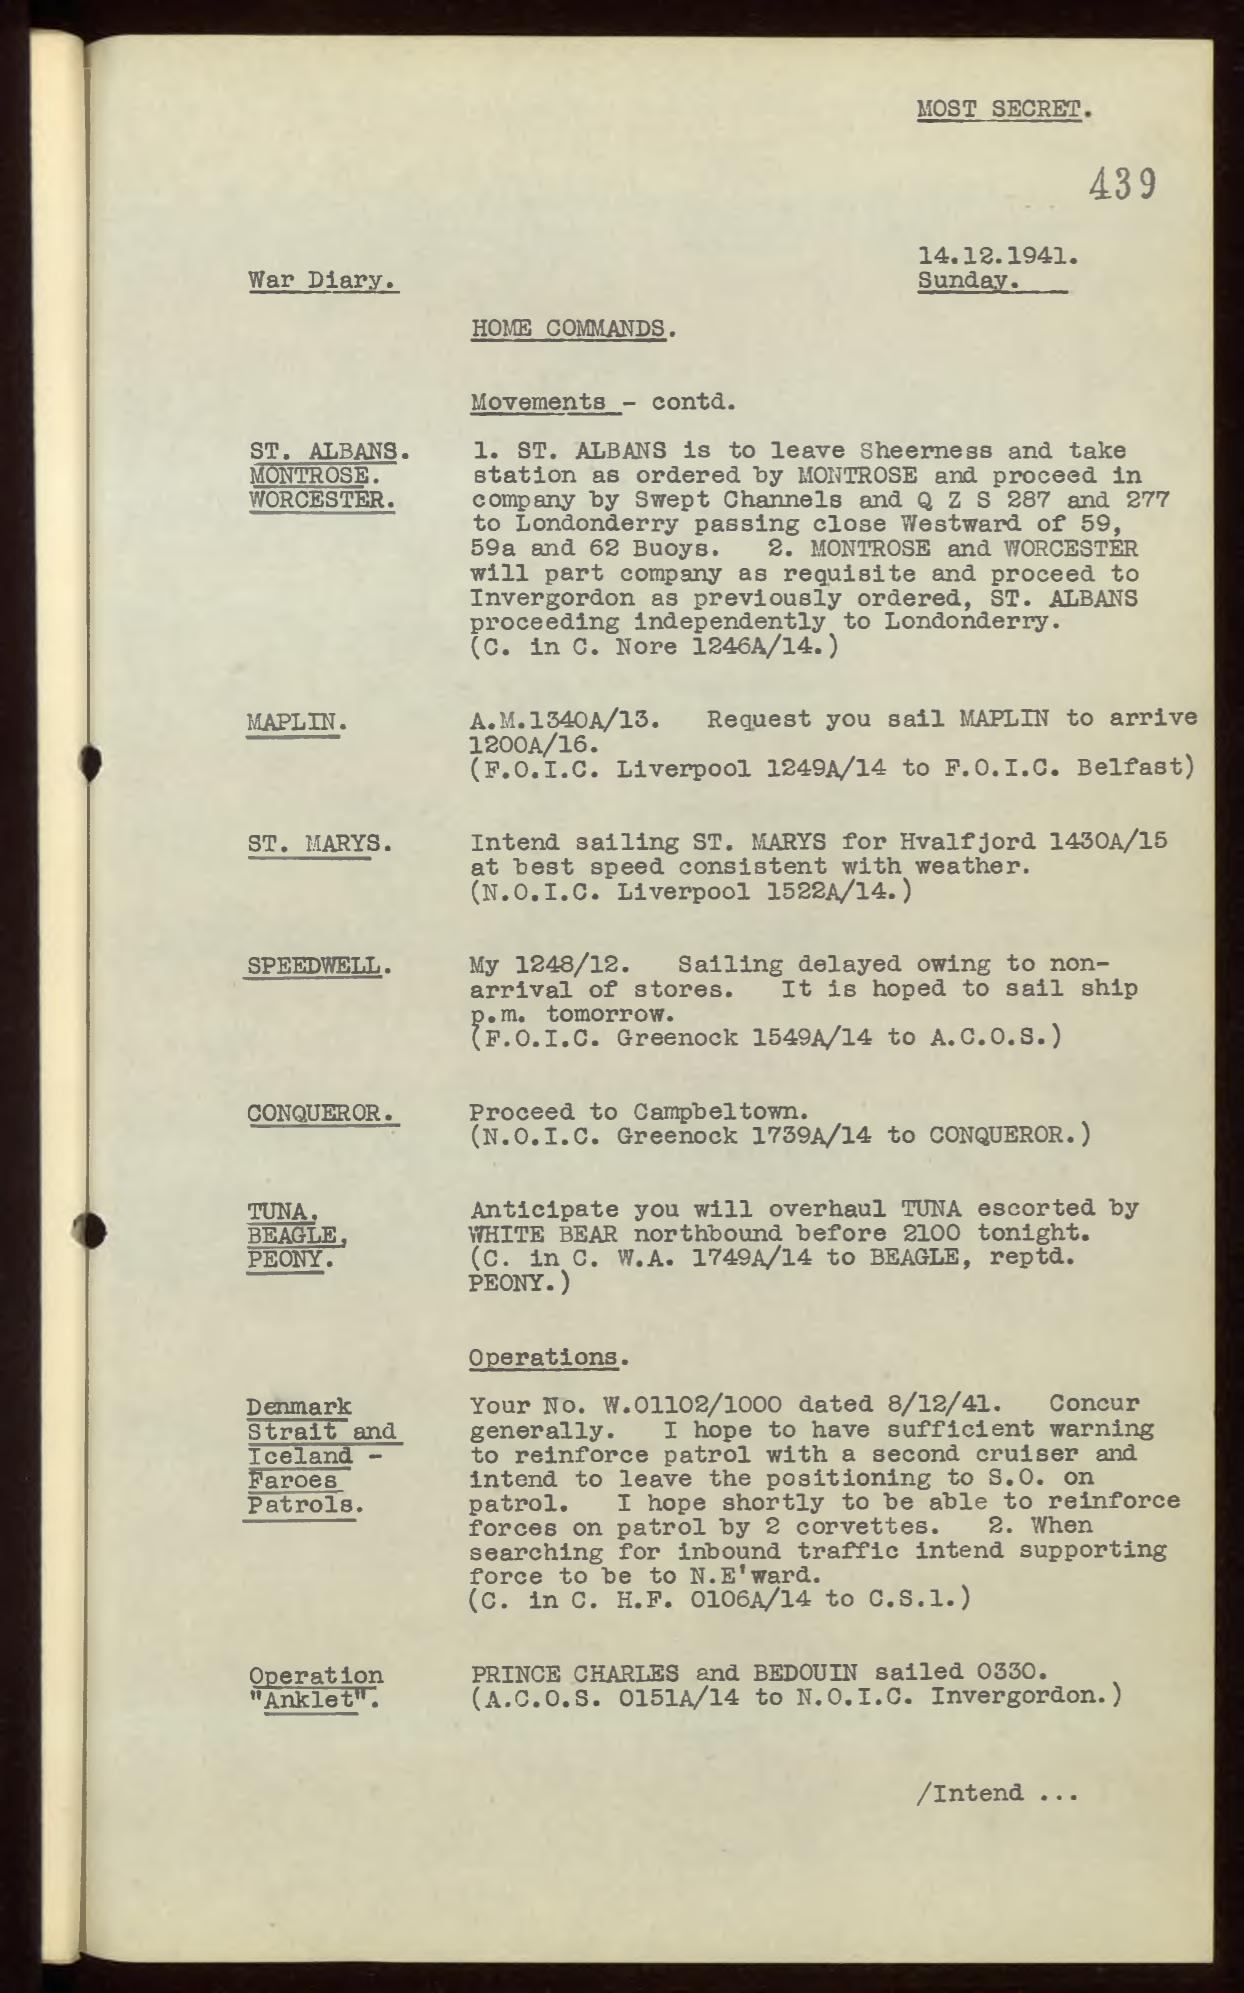 MOST SECRET.
439
14.12.1941.
War Diary.
Sunday.
HOME COMMANDS.
Movements - contd.
ST. ALBANS.
MONTROSE.
WORCESTER.
1. ST. ALBANS is to leave Sheerness and take
station as ordered by MONTROSE and proceed in
company by Swept Channels and Q Z S 287 and 277
to Londonderry passing close Westward of 59,
59a and 62 Buoys. 2. MONTROSE and WORCESTER
will part company as requisite and proceed to
Invergordon as previously ordered, ST. ALBANS
proceeding independently to Londonderry.
(C. in C. Nore 1246A/14.)
MAPLIN.
A.M.1340A/13. Request you sail MAPLIN to arrive
1200A/16.
(F.O.I.C. Liverpool 1249A/14 to F.O.I.C. Belfast)
ST. MARYS.
Intend sailing ST. MARYS for Hvalfjord 1430A/15
at best speed consistent with weather.
(N.O.I.C. Liverpool 1522A/14.)
SPEEDWELL.
My 1248/12. Sailing delayed owing to non-
arrival of stores. It is hoped to sail ship
p.m. tomorrow.
(F.O.I.C. Greenock 1549A/14 to A.C.O.S.)
CONQUEROR.
Proceed to Campbeltown.
(N.O.I.C. Greenock 1739A/14 to CONQUEROR.)
TUNA.
BEAGLE,
PEONY.
Anticipate you will overhaul TUNA escorted by
WHITE BEAR northbound before 2100 tonight.
(C. in C. W.A. 1749A/14 to BEAGLE, reptd.
PEONY.)
Operations.
Denmark
Strait and
Iceland -
Faroes
Patrols.
Your No. W.01102/1000 dated 8/12/41. Concur
generally. I hope to have sufficient warning
to reinforce patrol with a second cruiser and
intend to leave the positioning to S.O. on
patrol. I hope shortly to be able to reinforce
forces on patrol by 2 corvettes. 2. When
searching for inbound traffic intend supporting
force to be to N.E'ward.
(C. in C. H.F. 0106A/14 to C.S.1.)
Operation
"Anklet".
PRINCE CHARLES and BEDOUIN sailed 0330.
(A.C.O.S. 0151A/14 to N.O.I.C. Invergordon.)
/Intend ...